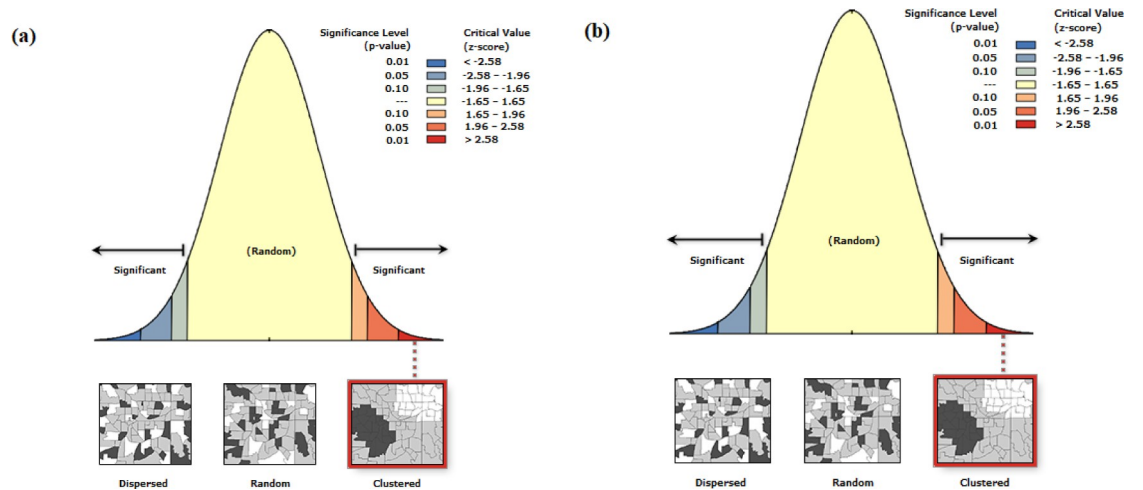 (a)
Significance Level Critical Value
(p-value) (z-score)
0.01 < -2.58
0.05 -2.58 – -1.96
0.10 -1.96 – -1.65
--- -1.65 – 1.65
0.10 1.65 – 1.96
0.05 1.96 – 2.58
0.01 > 2.58
(Random)
Significant Significant
Dispersed Random Clustered
(b)
Significance Level Critical Value
(p-value) (z-score)
0.01 < -2.58
0.05 -2.58 – -1.96
0.10 -1.96 – -1.65
--- -1.65 – 1.65
0.10 1.65 – 1.96
0.05 1.96 – 2.58
0.01 > 2.58
(Random)
Significant Significant
Dispersed Random Clustered